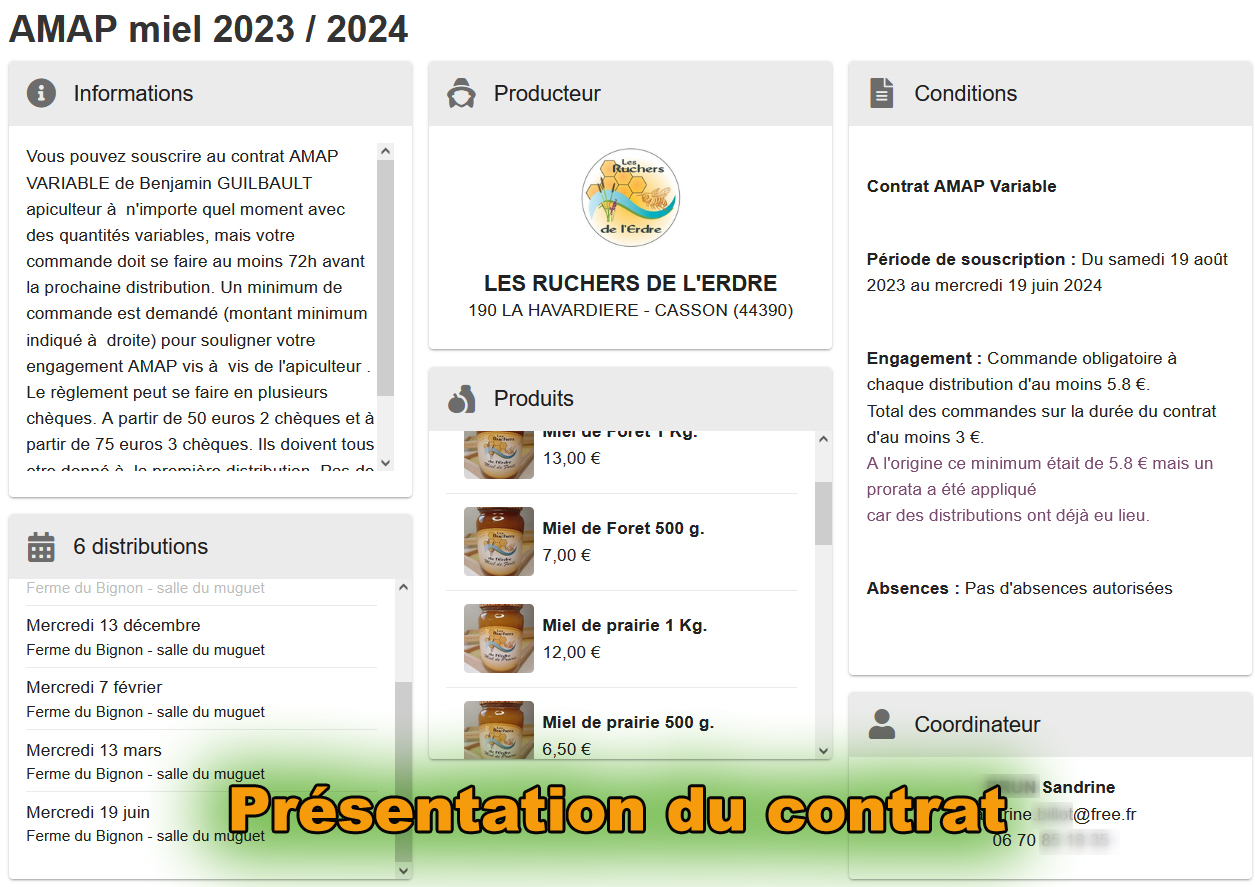 AMAP miel 2023 / 2024
Informations
Vous pouvez souscrire au contrat AMAP
VARIABLE de Benjamin GUILBAULT
apiculteur à  n'importe quel moment avec
des quantités variables, mais votre
commande doit se faire au moins 72h avant
la prochaine distribution. Un minimum de
commande est demandé (montant minimum
indiqué à  droite) pour souligner votre
engagement AMAP vis à  vis de l'apiculteur .
Le règlement peut se faire en plusieurs
chèques. A partir de 50 euros 2 chèques et à
partir de 75 euros 3 chèques. Ils doivent tous
etre donné à  la première distribution. Pas de
6 distributions
Ferme du Bignon - salle du muguet
Mercredi 13 décembre
Ferme du Bignon - salle du muguet
Mercredi 7 février
Ferme du Bignon - salle du muguet
Mercredi 13 mars
Ferme du Bignon - salle du muguet
Mercredi 19 juin
Ferme du Bignon - salle du muguet
Producteur
Les
Ruchers
de l'Erdre
LES RUCHERS DE L'ERDRE
190 LA HAVARDIERE - CASSON (44390)
Produits
Miel de Foret 1 Kg.
13,00 €
Miel de Foret 500 g.
7,00 €
Miel de prairie 1 Kg.
12,00 €
Miel de prairie 500 g.
6,50 €
Conditions
Contrat AMAP Variable
Période de souscription : Du samedi 19 août
2023 au mercredi 19 juin 2024
Engagement : Commande obligatoire à
chaque distribution d'au moins 5.8 €.
Total des commandes sur la durée du contrat
d'au moins 3 €.
A l'origine ce minimum était de 5.8 € mais un
prorata a été appliqué
car des distributions ont déjà eu lieu.
Absences : Pas d'absences autorisées
Coordinateur
Sandrine
@free.fr
06 70
Présentation du contrat